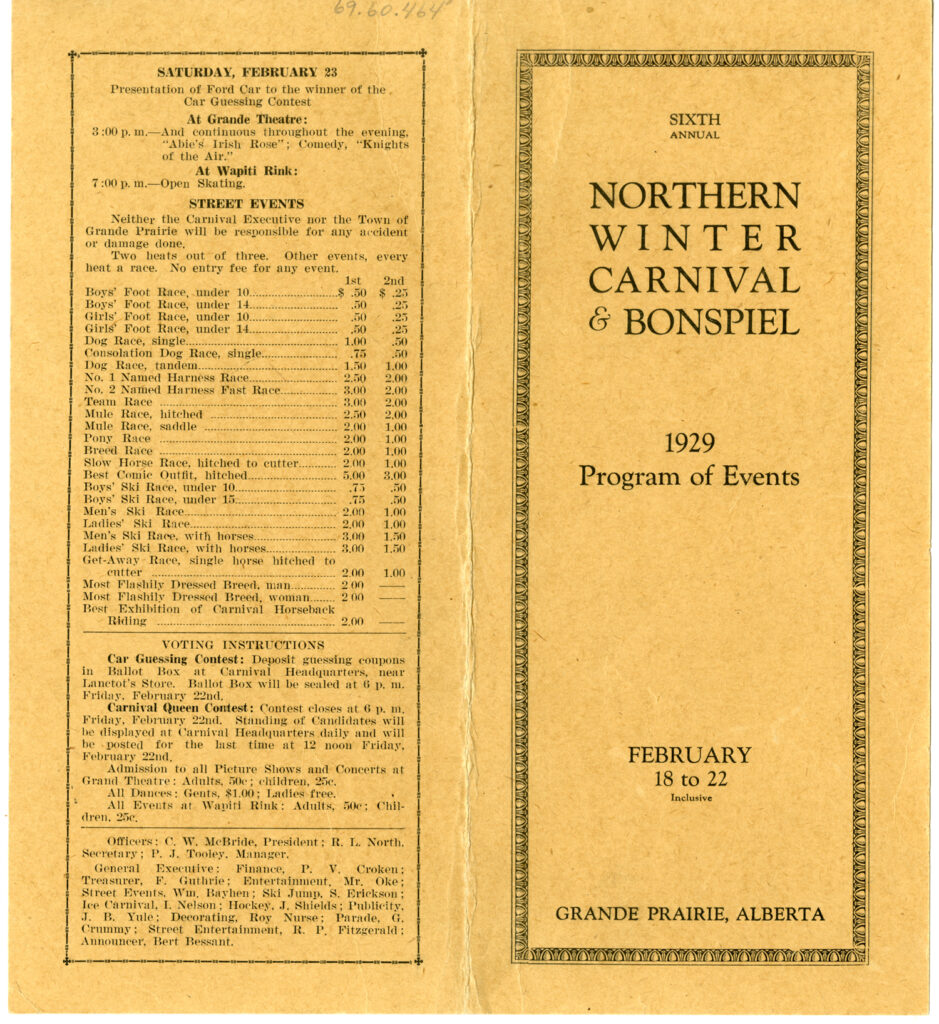 69.60.464
SATURDAY, FEBRUARY 23
Presentation of Ford Car to the winner of the
Car Guessing Contest
At Grande Theatre:
3:00 p. m.—And continuous throughout the evening,
"Abie's Irish Rose"; Comedy, "Knights
of the Air."
At Wapiti Rink:
7:00 p. m.—Open Skating.
STREET EVENTS
Neither the Carnival Executive nor the Town of
Grande Prairie will be responsible for any accident
or damage done.
Two heats out of three. Other events, every
heat a race. No entry fee for any event.
1st 2nd
Boys' Foot Race, under 10 $ .50 $ .25
Boys' Foot Race, under 14 .50 .25
Girls' Foot Race, under 10 .50 .25
Girls' Foot Race, under 14 .50 .25
Dog Race, single 1.00 .50
Consolation Dog Race, single .75 .50
Dog Race, tandem 1.50 1.00
No. 1 Named Harness Race 2.50 2.00
No. 2 Named Harness Fast Race 3.00 2.00
Team Race 3.00 2.00
Mule Race, hitched 2.50 2.00
Mule Race, saddle 2.00 1.00
Pony Race 2.00 1.00
Breed Race 2.00 1.00
Slow Horse Race, hitched to cutter 2.00 1.00
Best Comic Outfit, hitched 5.00 3.00
Boys' Ski Race, under 10 .75 .50
Boys' Ski Race, under 15 .75 .50
Men's Ski Race 2.00 1.00
Ladies' Ski Race 2.00 1.00
Men's Ski Race, with horses 3.00 1.50
Ladies' Ski Race, with horses 3.00 1.50
Get-Away Race, single horse hitched to
cutter 2.00 1.00
Most Flashily Dressed Breed, man 2 00 ——
Most Flashily Dressed Breed, woman 2 00 ——
Best Exhibition of Carnival Horseback
Riding 2.00 ——
VOTING INSTRUCTIONS
Car Guessing Contest: Deposit guessing coupons
in Ballot Box at Carnival Headquarters, near
Lanctot's Store. Ballot Box will be sealed at 6 p. m.
Friday, February 22nd.
Carnival Queen Contest: Contest closes at 6 p. m.
Friday, February 22nd. Standing of Candidates will
be displayed at Carnival Headquarters daily and will
be posted for the last time at 12 noon Friday,
February 22nd.
Admission to all Picture Shows and Concerts at
Grand Theatre: Adults, 50c; children, 25c.
All Dances: Gents, $1.00; Ladies free.
All Events at Wapiti Rink: Adults, 50c; Chil-
dren, 25c.
Officers: C. W. McBride, President; R. L. North,
Secretary; P. J. Tooley, Manager.
General Executive: Finance, P. V. Croken;
Treasurer, F. Guthrie; Entertainment, Mr. Oke;
Street Events, Wm. Bayhen; Ski Jump, S. Erickson;
Ice Carnival, I. Nelson; Hockey, J. Shields; Publicity,
J. B. Yule; Decorating, Roy Nurse; Parade, G.
Crummy; Street Entertainment, R. P. Fitzgerald;
Announcer, Bert Bessant.
SIXTH
ANNUAL
NORTHERN
WINTER
CARNIVAL
& BONSPIEL
1929
Program of Events
FEBRUARY
18 to 22
Inclusive
GRANDE PRAIRIE, ALBERTA